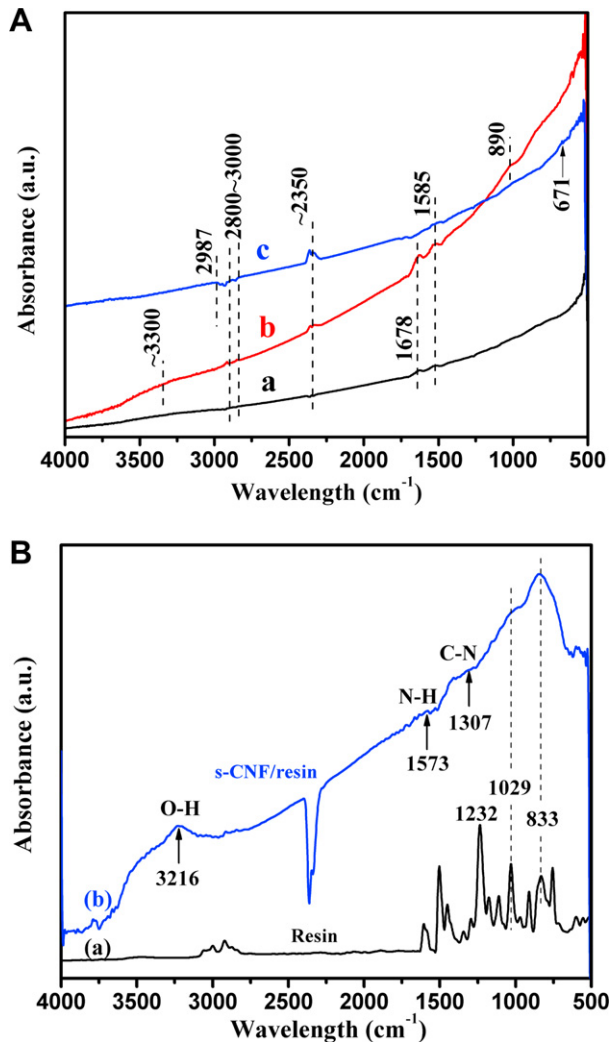 A
Absorbance (a.u.)
2987
2800~3000
~2350
1585
890
671
c
b
a
~3300
1678
4000 3500 3000 2500 2000 1500 1000 500
Wavelength (cm-1)
B
Absorbance (a.u.)
C-N
N-H
1307
s-CNF/resin
1573
O-H
1029
1232
833
3216
(b)
(a)
Resin
4000 3500 3000 2500 2000 1500 1000 500
Wavelength (cm-1)